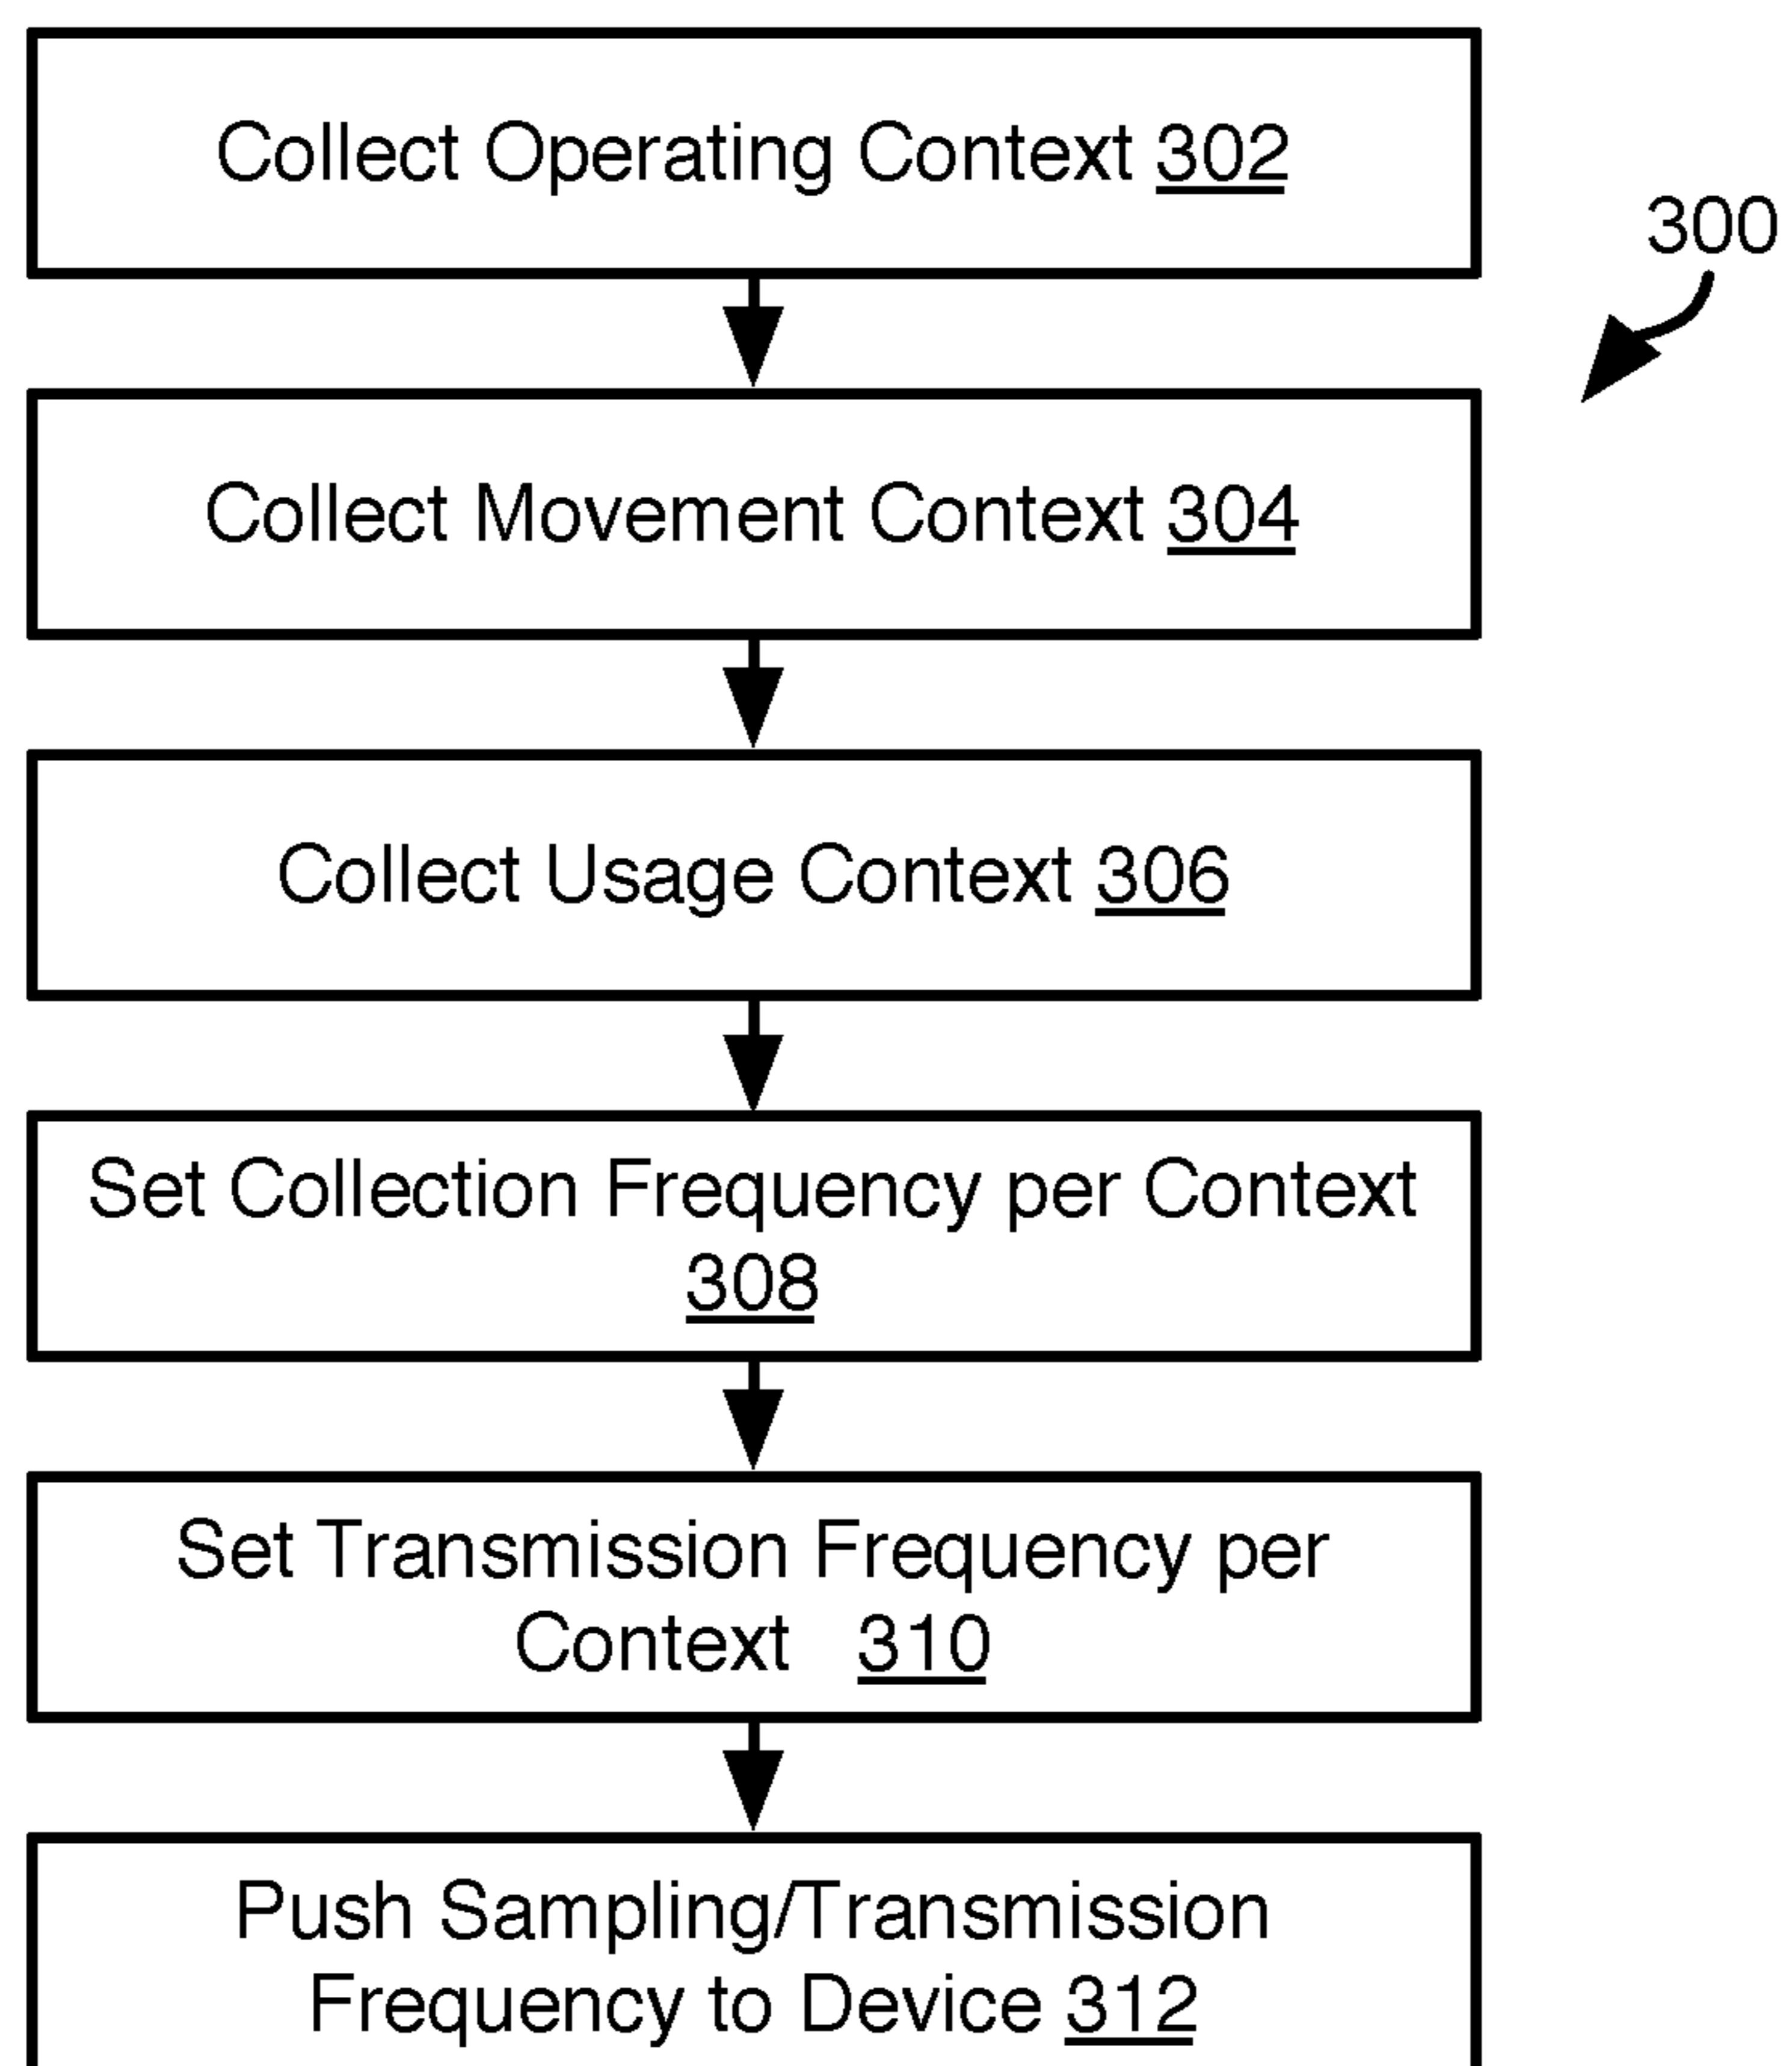 Collect Operating Context 302
300
Collect Movement Context 304
Collect Usage Context 306
Set Collection Frequency per Context
308
Set Transmission Frequency per
Context 310
Push Sampling/Transmission
Frequency to Device 312